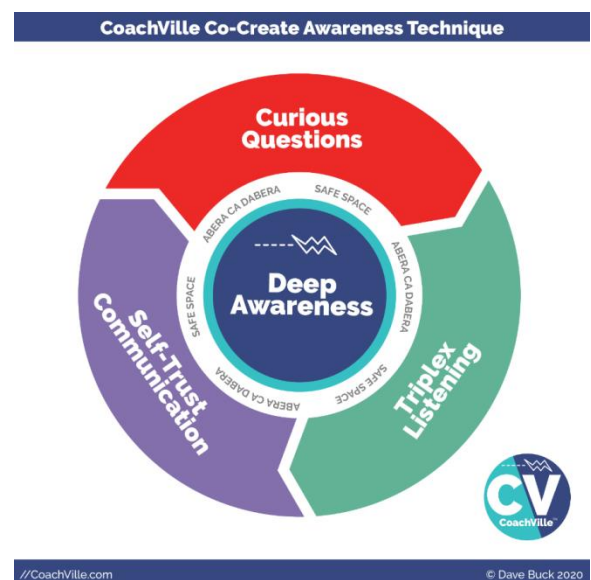 CoachVille Co-Create Awareness Technique
Curious
Questions
ABERA CA DABERA
SAFE SPACE
ABERA CA DABERA
SAFE SPACE
ABERA CA DABERA
SAFE SPACE
Deep
Awareness
Triplex
Listening
Self-Trust
Communication
CV
CoachVille™
//CoachVille.com
© Dave Buck 2020